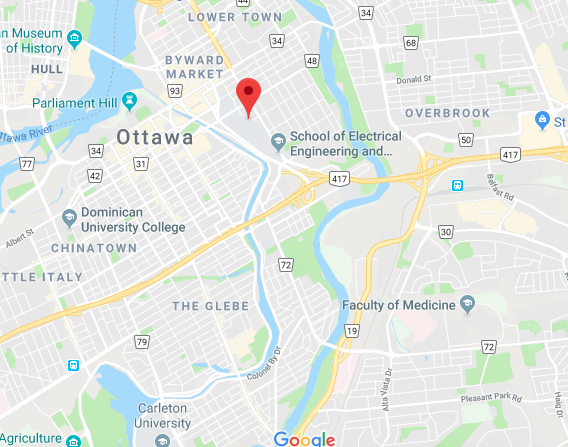 LOWER TOWN
34
an Museum
of History
68
HULL
BYWARD
MARKET
48
Donald St
93
Parliament Hill
OVERBROOK
St
Ottawa River
Ottawa
School of Electrical
Engineering and...
50
34
31
417
77
42
417
Belfast Rd
Dominican
University College
Albert St
30
CHINATOWN
72
TTLE ITALY
THE GLEBE
Faculty of Medicine
19
79
72
Colonel By Dr
Alta Vista Dr
Pleasant Park Rd
Haig Dr
Carleton
University
Agriculture
Google